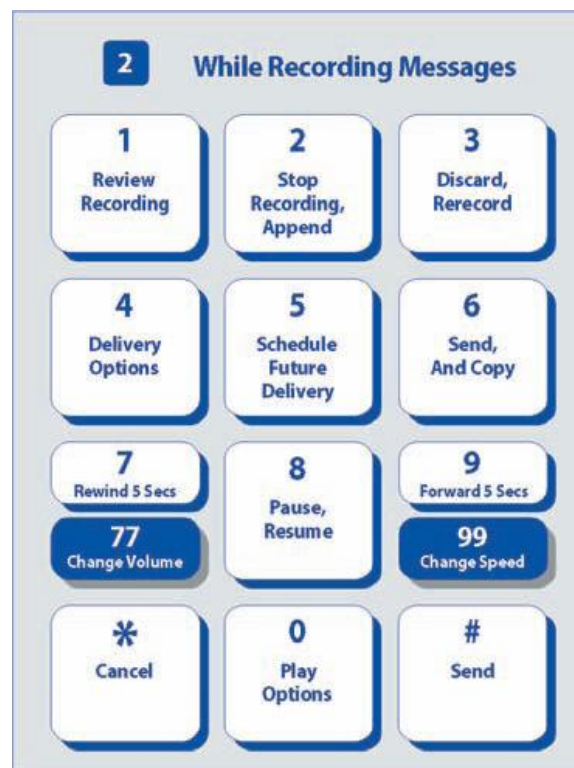 2 While Recording Messages
1
Review
Recording
2
Stop
Recording,
Append
3
Discard,
Rerecord
4
Delivery
Options
5
Schedule
Future
Delivery
6
Send,
And Copy
7
Rewind 5 Secs
77
Change Volume
8
Pause,
Resume
9
Forward 5 Secs
99
Change Speed
*
Cancel
0
Play
Options
#
Send